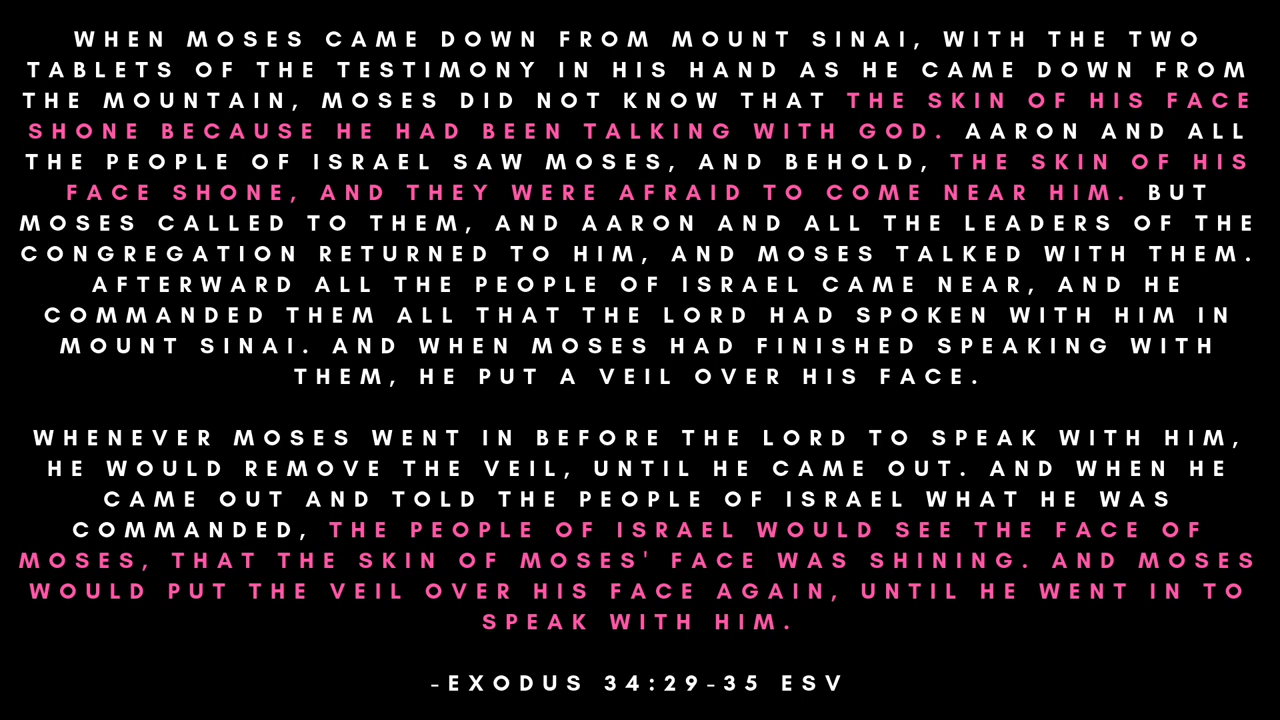 WHEN MOSES CAME DOWN FROM MOUNT SINAI, WITH THE TWO
TABLETS OF THE TESTIMONY IN HIS HAND AS HE CAME DOWN FROM
THE MOUNTAIN, MOSES DID NOT KNOW THAT THE SKIN OF HIS FACE
SHONE BECAUSE HE HAD BEEN TALKING WITH GOD. AARON AND ALL
THE PEOPLE OF ISRAEL SAW MOSES, AND BEHOLD, THE SKIN OF HIS
FACE SHONE, AND THEY WERE AFRAID TO COME NEAR HIM. BUT
MOSES CALLED TO THEM, AND AARON AND ALL THE LEADERS OF THE
CONGREGATION RETURNED TO HIM, AND MOSES TALKED WITH THEM.
AFTERWARD ALL THE PEOPLE OF ISRAEL CAME NEAR, AND HE
COMMANDED THEM ALL THAT THE LORD HAD SPOKEN WITH HIM IN
MOUNT SINAI. AND WHEN MOSES HAD FINISHED SPEAKING WITH
THEM, HE PUT A VEIL OVER HIS FACE.
WHENEVER MOSES WENT IN BEFORE THE LORD TO SPEAK WITH HIM,
HE WOULD REMOVE THE VEIL, UNTIL HE CAME OUT. AND WHEN HE
CAME OUT AND TOLD THE PEOPLE OF ISRAEL WHAT HE WAS
COMMANDED, THE PEOPLE OF ISRAEL WOULD SEE THE FACE OF
MOSES, THAT THE SKIN OF MOSES' FACE WAS SHINING. AND MOSES
WOULD PUT THE VEIL OVER HIS FACE AGAIN, UNTIL HE WENT IN TO
SPEAK WITH HIM.
-EXODUS 34:29-35 ESV